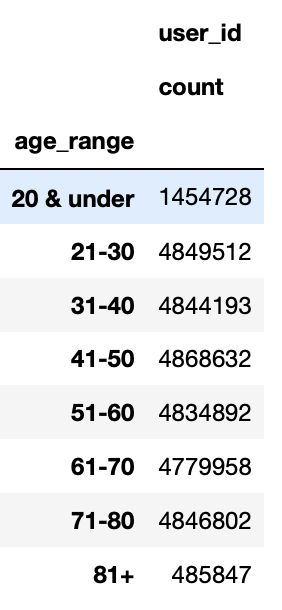 user_id
count
age_range
20 & under 1454728
21-30 4849512
31-40 4844193
41-50 4868632
51-60 4834892
61-70 4779958
71-80 4846802
81+ 485847